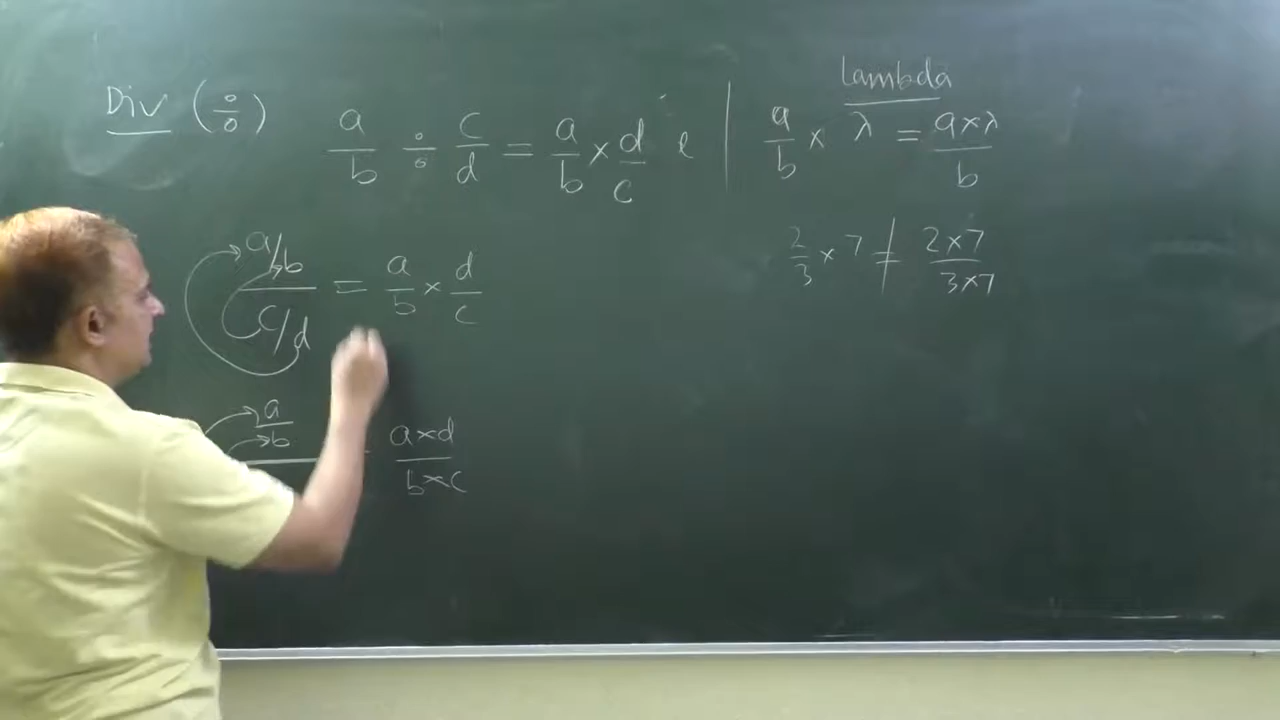 Div (÷) a/b ÷ c/d = a/b × d/c
(a/b)/(c/d) = a/b × d/c
a/b
a×d/b×c
Lambda
a/b × λ = a×λ/b
2/3 × 7 ≠ 2×7/3×7